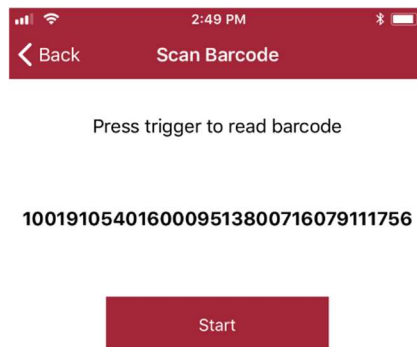 2:49 PM
Back
Scan Barcode
Press trigger to read barcode
1001910540160009513800716079111756
Start